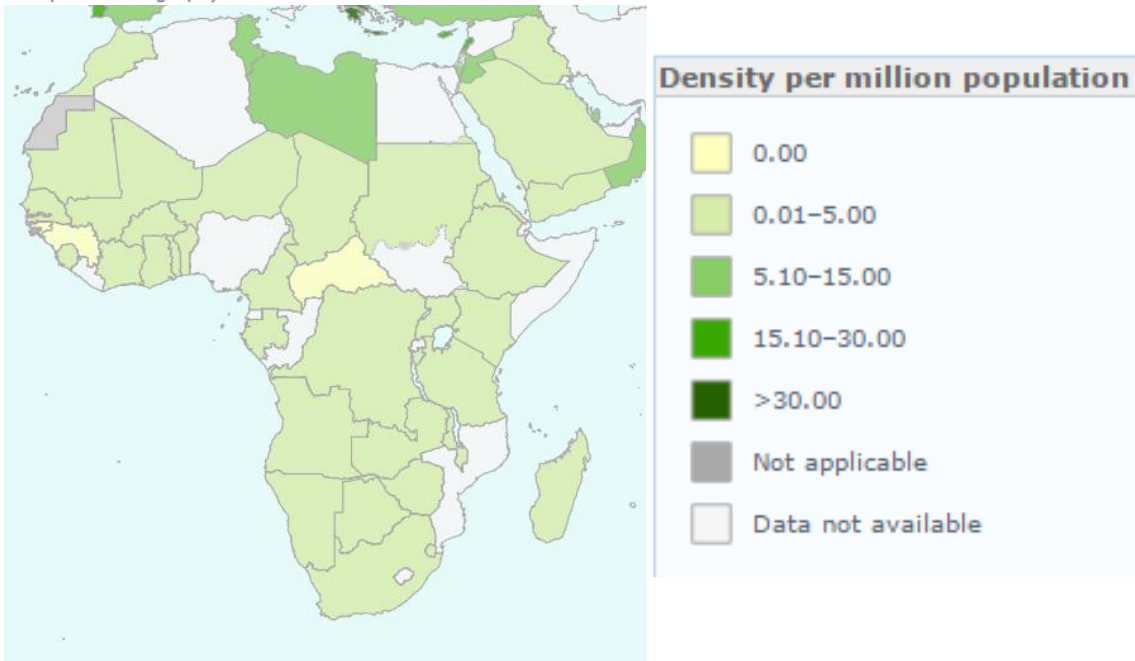 Density per million population
0.00
0.01–5.00
5.10–15.00
15.10–30.00
>30.00
Not applicable
Data not available